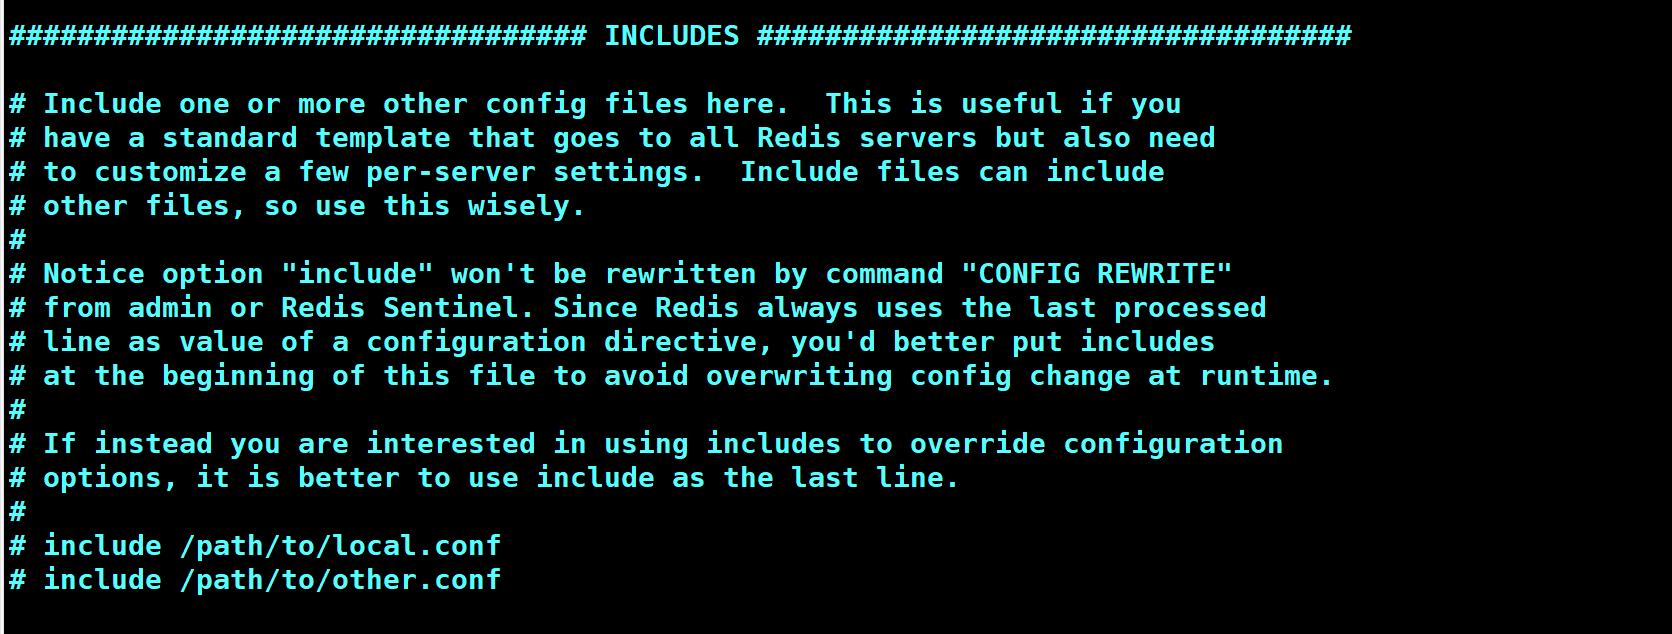 ################################## INCLUDES ###################################
# Include one or more other config files here.  This is useful if you
# have a standard template that goes to all Redis servers but also need
# to customize a few per-server settings.  Include files can include
# other files, so use this wisely.
#
# Notice option "include" won't be rewritten by command "CONFIG REWRITE"
# from admin or Redis Sentinel. Since Redis always uses the last processed
# line as value of a configuration directive, you'd better put includes
# at the beginning of this file to avoid overwriting config change at runtime.
#
# If instead you are interested in using includes to override configuration
# options, it is better to use include as the last line.
#
# include /path/to/local.conf
# include /path/to/other.conf